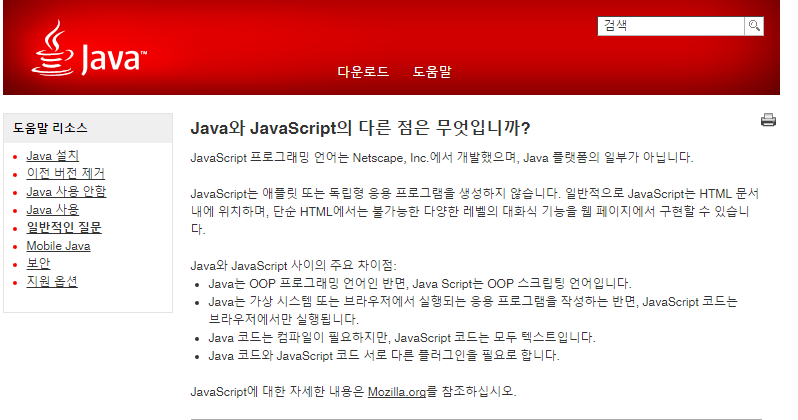 검색
Java™
다운로드 도움말
도움말 리소스
Java 설치
이전 버전 제거
Java 사용 안함
Java 사용
일반적인 질문
Mobile Java
보안
지원 옵션
Java와 JavaScript의 다른 점은 무엇입니까?
JavaScript 프로그래밍 언어는 Netscape, Inc.에서 개발했으며, Java 플랫폼의 일부가 아닙니다.
JavaScript는 애플릿 또는 독립형 응용 프로그램을 생성하지 않습니다. 일반적으로 JavaScript는 HTML 문서
내에 위치하며, 단순 HTML에서는 불가능한 다양한 레벨의 대화식 기능을 웹 페이지에서 구현할 수 있습니
다.
Java와 JavaScript 사이의 주요 차이점:
• Java는 OOP 프로그래밍 언어인 반면, Java Script는 OOP 스크립팅 언어입니다.
• Java는 가상 시스템 또는 브라우저에서 실행되는 응용 프로그램을 작성하는 반면, JavaScript 코드는
브라우저에서만 실행됩니다.
• Java 코드는 컴파일이 필요하지만, JavaScript 코드는 모두 텍스트입니다.
• Java 코드와 JavaScript 코드 서로 다른 플러그인을 필요로 합니다.
JavaScript에 대한 자세한 내용은 Mozilla.org를 참조하십시오.